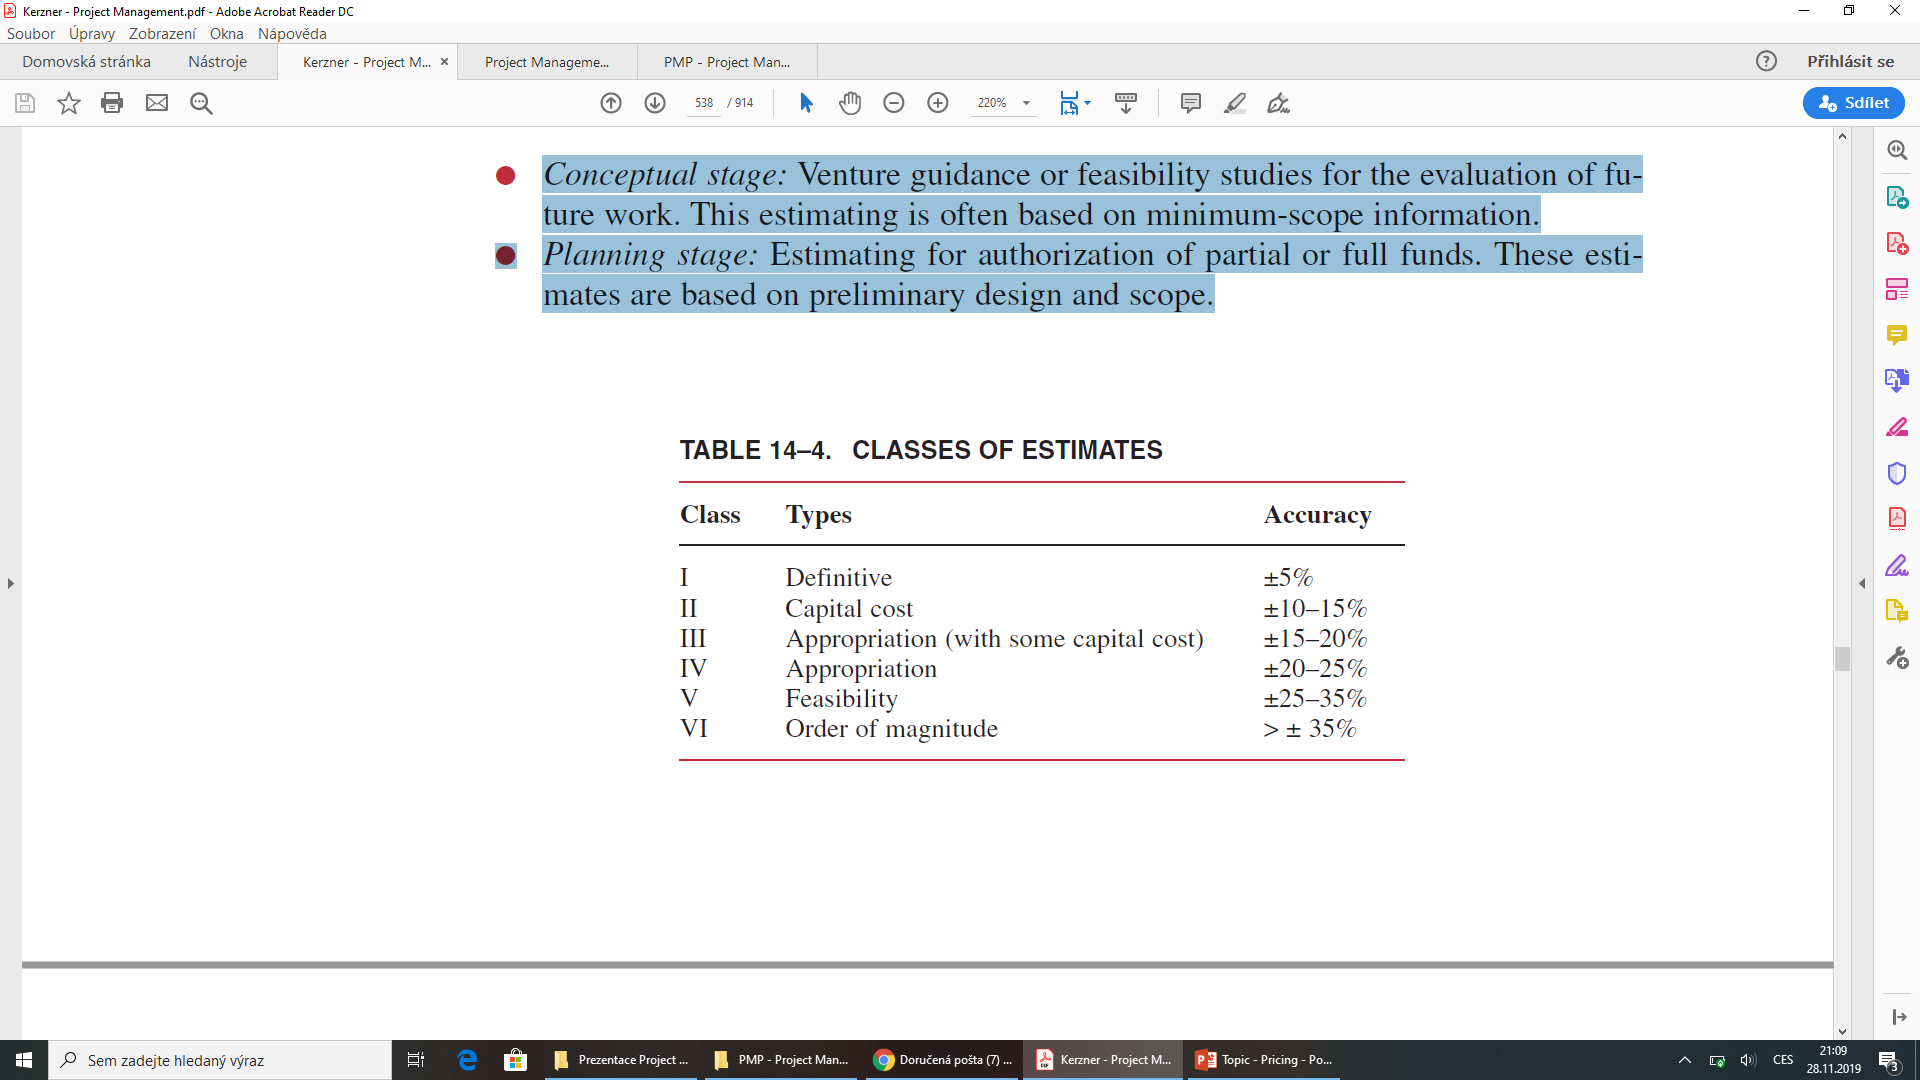 Kerzner - Project Management.pdf - Adobe Acrobat Reader DC
Soubor Úpravy Zobrazení Okna Nápověda
Domovská stránka Nástroje Kerzner - Project M... × Project Manageme... PMP - Project Man... ? Přihlásit se
538 / 914 220% Sdílet
Conceptual stage: Venture guidance or feasibility studies for the evaluation of fu-
ture work. This estimating is often based on minimum-scope information.
Planning stage: Estimating for authorization of partial or full funds. These esti-
mates are based on preliminary design and scope.
TABLE 14–4. CLASSES OF ESTIMATES
Class Types Accuracy
I Definitive ±5%
II Capital cost ±10–15%
III Appropriation (with some capital cost) ±15–20%
IV Appropriation ±20–25%
V Feasibility ±25–35%
VI Order of magnitude > ± 35%
Sem zadejte hledaný výraz Prezentace Project ... PMP - Project Man... Doručená pošta (7) ... Kerzner - Project M... Topic - Pricing - Po... CES 21:09
28.11.2019 3